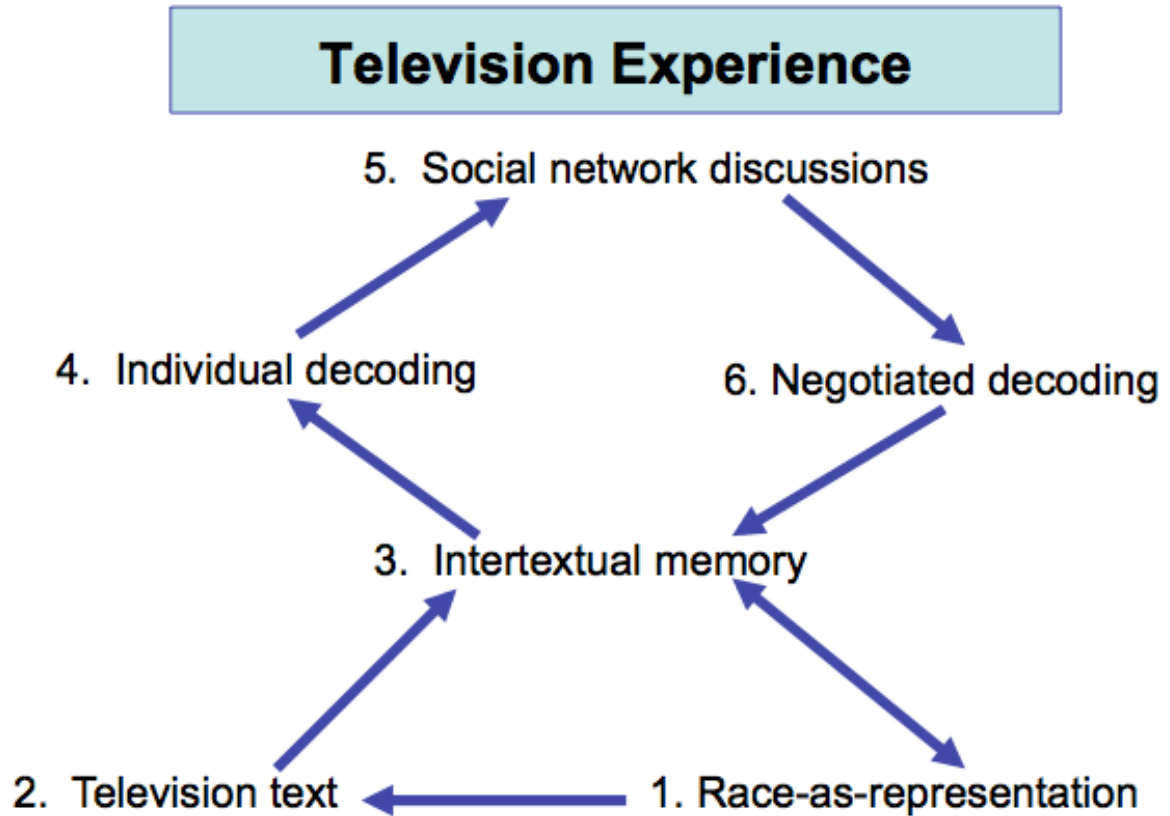 Television Experience
5. Social network discussions
4. Individual decoding
6. Negotiated decoding
3. Intertextual memory
2. Television text
1. Race-as-representation